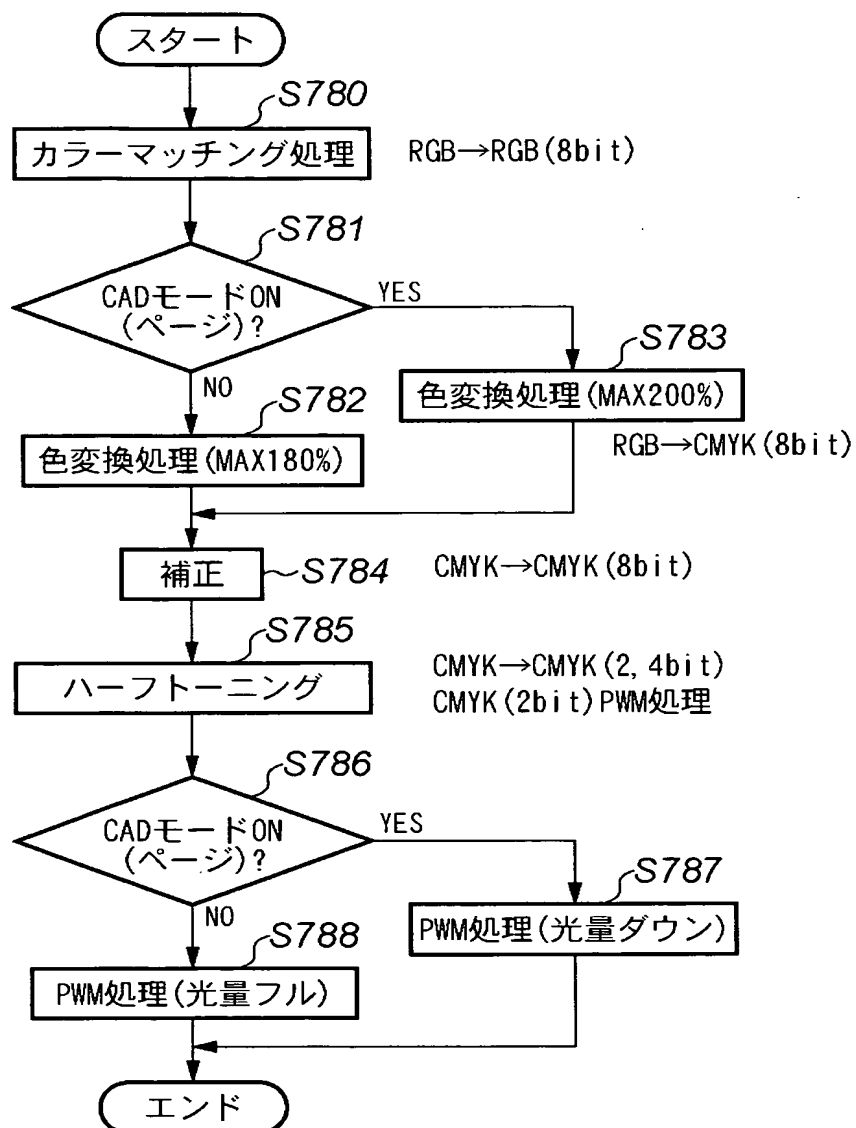 スタート
S780
カラーマッチング処理
RGB→RGB(8bit)
S781
CADモードON
(ページ)?
YES
NO
S783
色変換処理(MAX200%)
RGB→CMYK(8bit)
S782
色変換処理(MAX180%)
補正
S784
CMYK→CMYK(8bit)
S785
ハーフトーニング
CMYK→CMYK(2,4bit)
CMYK(2bit)PWM処理
S786
CADモードON
(ページ)?
YES
NO
S787
PWM処理(光量ダウン)
S788
PWM処理(光量フル)
エンド